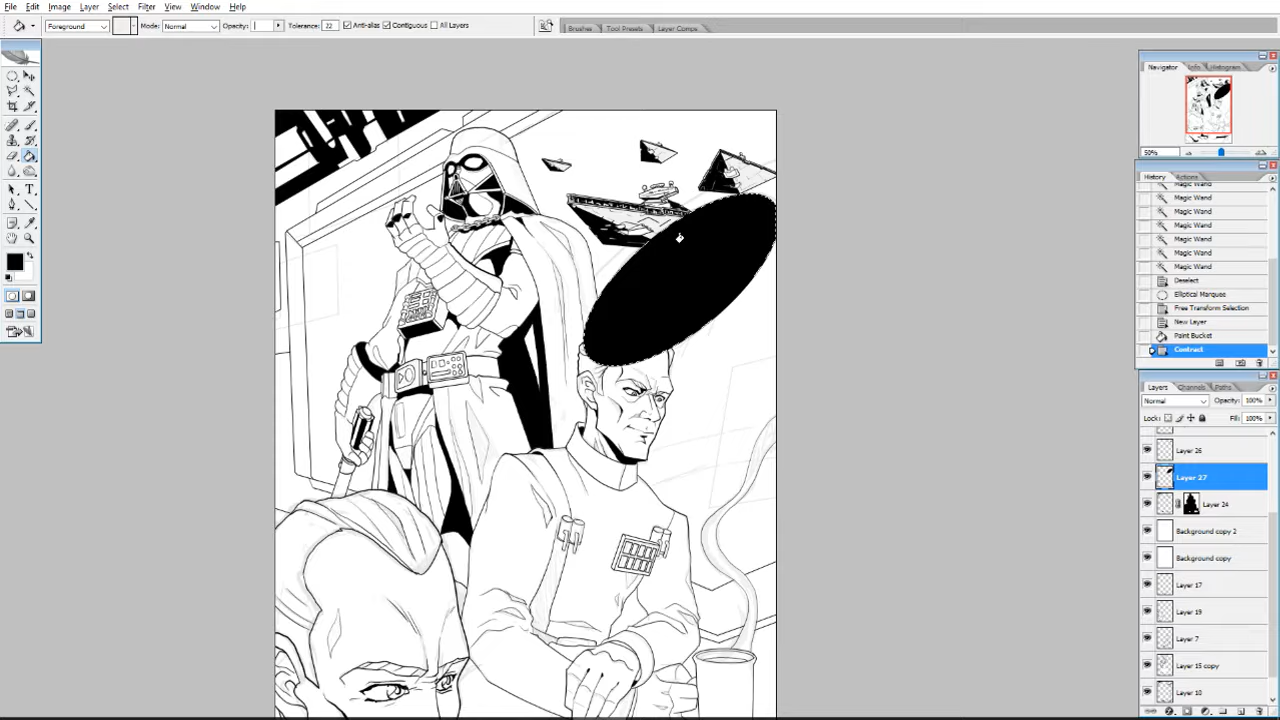 File Edit Image Layer Select Filter View Window Help
Foreground Mode: Normal Opacity: Tolerance: 22 Anti-alias Contiguous All Layers Brushes Tool Presets Layer Comps
Navigator Info Histogram
50%
History Actions
Magic Wand
Magic Wand
Magic Wand
Magic Wand
Magic Wand
Magic Wand
Magic Wand
Deselect
Elliptical Marquee
Free Transform Selection
New Layer
Paint Bucket
Contract
Layers Channels Paths
Normal Opacity: 100%
Lock: Fill: 100%
Layer 26
Layer 27
Layer 24
Background copy 2
Background copy
Layer 17
Layer 19
Layer 7
Layer 15 copy
Layer 10